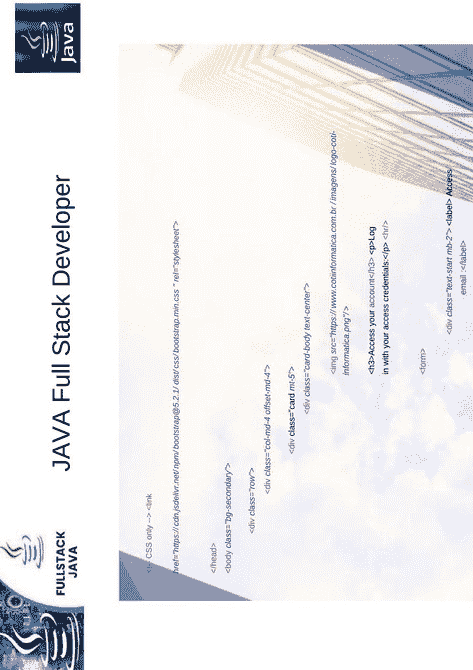 FULLSTACK
JAVA
JAVA Full Stack Developer
Java
<!-- CSS only --> <link
href="https://cdn.jsdelivr.net/npm/bootstrap@5.2.1/dist/css/bootstrap.min.css " rel="stylesheet">
</head>
<body class="bg-secondary">
<div class="row">
<div class="col-md-4 offset-md-4">
<div class="card mt-5">
<div class="card-body text-center">
<img src="https://www.cotiinformatica.com.br/imagens/logo-coti-
informatica.png"/>
<h3>Access your account</h3> <p>Log
in with your access credentials:</p> <hr/>
<form>
<div class="text-start mb-2"> <label> Access
email :</label>